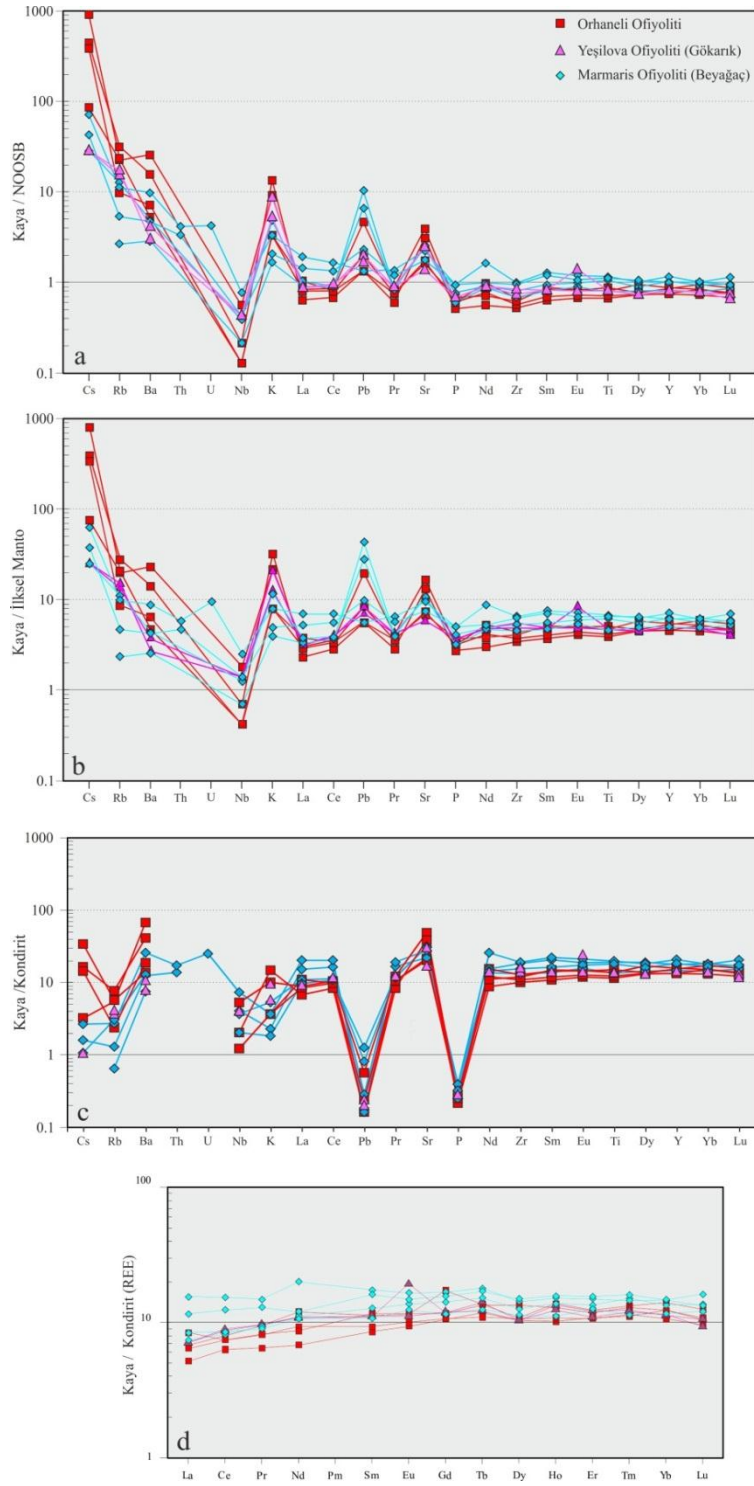 1000
100
10
1
0.1
Kaya / NOOSB
Orhaneli Ofiyoliti
Yeşilova Ofiyoliti (Gökarık)
Marmaris Ofiyoliti (Beyağaç)
a
Cs Rb Ba Th U Nb K La Ce Pb Pr Sr P Nd Zr Sm Eu Ti Dy Y Yb Lu
1000
100
10
1
0.1
Kaya / İlksel Manto
b
Cs Rb Ba Th U Nb K La Ce Pb Pr Sr P Nd Zr Sm Eu Ti Dy Y Yb Lu
1000
100
10
1
0.1
Kaya /Kondirit
c
Cs Rb Ba Th U Nb K La Ce Pb Pr Sr P Nd Zr Sm Eu Ti Dy Y Yb Lu
100
10
1
Kaya / Kondirit (REE)
d
La Ce Pr Nd Pm Sm Eu Gd Tb Dy Ho Er Tm Yb Lu